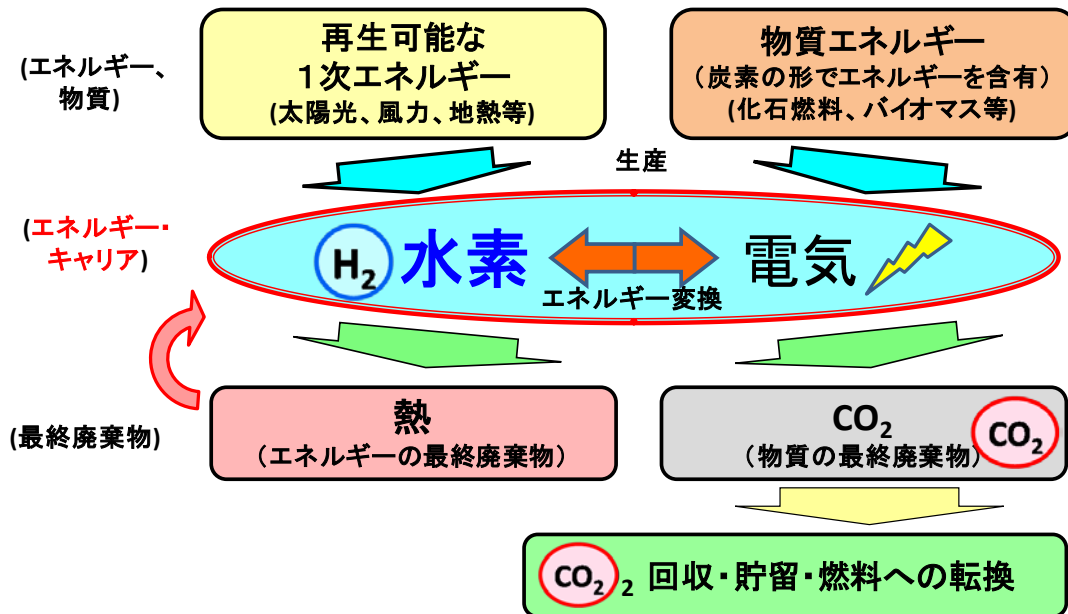 (エネルギー、
物質)
再生可能な
１次エネルギー
(太陽光、風力、地熱等)
物質エネルギー
（炭素の形でエネルギーを含有）
(化石燃料、バイオマス等)
生産
(エネルギー・
キャリア)
H₂ 水素
電気
エネルギー変換
(最終廃棄物)
熱
（エネルギーの最終廃棄物）
CO₂
（物質の最終廃棄物）
CO₂
CO₂ ₂ 回収・貯留・燃料への転換